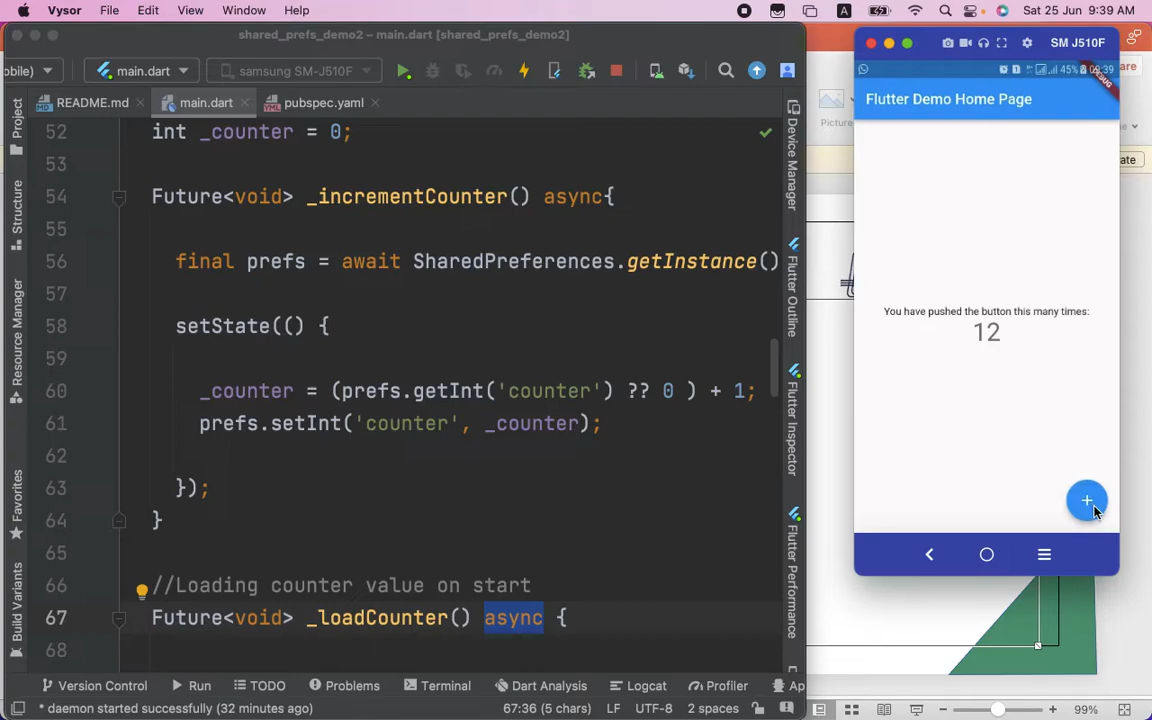 Vysor File Edit View Window Help
A Sat 25 Jun 9:39 AM
shared_prefs_demo2 – main.dart [shared_prefs_demo2]
main.dart samsung SM-J510F
README.md main.dart pubspec.yaml
52 int _counter = 0;
53
54 Future<void> _incrementCounter() async{
55
56 final prefs = await SharedPreferences.getInstance()
57
58 setState(() {
59
60 _counter = (prefs.getInt('counter') ?? 0 ) + 1;
61 prefs.setInt('counter', _counter);
62
63 });
64 }
65
66 //Loading counter value on start
67 Future<void> _loadCounter() async {
68
Project
Structure
Resource Manager
Favorites
Build Variants
Device Manager
Flutter Outline
Flutter Inspector
Flutter Performance
Version Control Run TODO Problems Terminal Dart Analysis Logcat Profiler
* daemon started successfully (32 minutes ago) 67:36 (5 chars) LF UTF-8 2 spaces
SM J510F
45% 09:39
DEBUG
Flutter Demo Home Page
You have pushed the button this many times:
12
+
99%